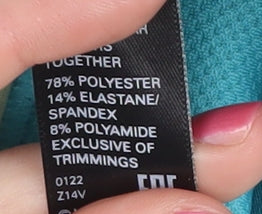 TOGETHER
78% POLYESTER
14% ELASTANE/
SPANDEX
8% POLYAMIDE
EXCLUSIVE OF
TRIMMINGS
0122
Z14V
EAC